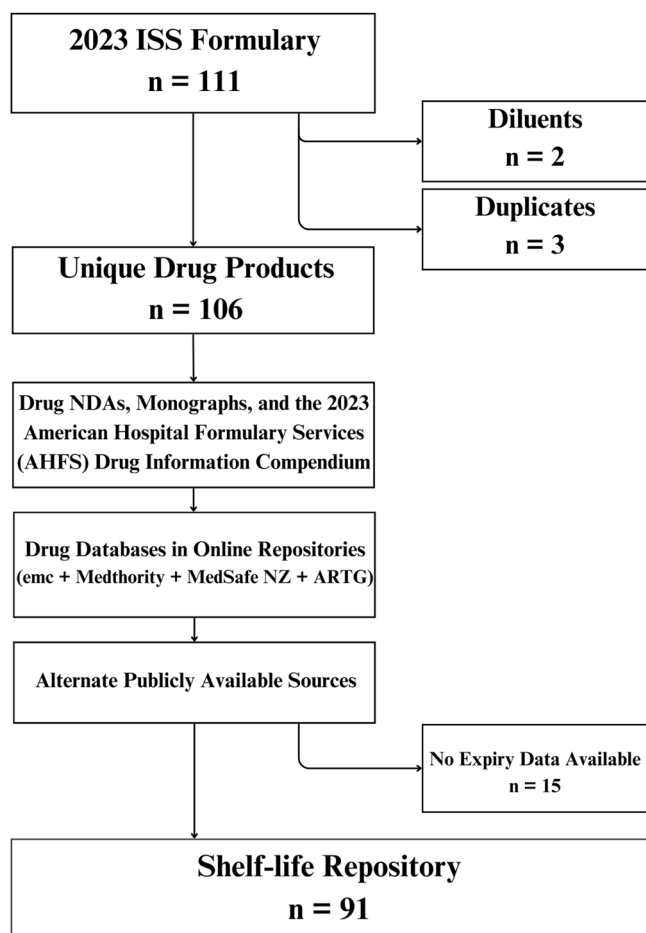 2023 ISS Formulary
n = 111
Diluents
n = 2
Duplicates
n = 3
Unique Drug Products
n = 106
Drug NDAs, Monographs, and the 2023
American Hospital Formulary Services
(AHFS) Drug Information Compendium
Drug Databases in Online Repositories
(emc + Medthority + MedSafe NZ + ARTG)
Alternate Publicly Available Sources
No Expiry Data Available
n = 15
Shelf-life Repository
n = 91